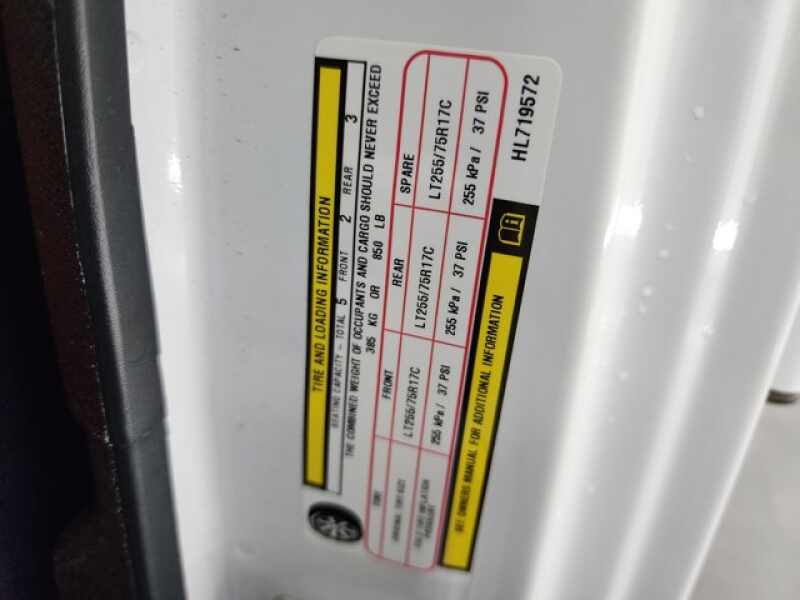 TIRE AND LOADING INFORMATION
SEATING CAPACITY - TOTAL 5 FRONT 2 REAR 3
THE COMBINED WEIGHT OF OCCUPANTS AND CARGO SHOULD NEVER EXCEED
385 KG OR 850 LB
FRONT REAR SPARE
LT255/75R17C LT255/75R17C LT255/75R17C
255 kPa / 37 PSI 255 kPa / 37 PSI 255 kPa / 37 PSI
SEE OWNERS MANUAL FOR ADDITIONAL INFORMATION
HL719572